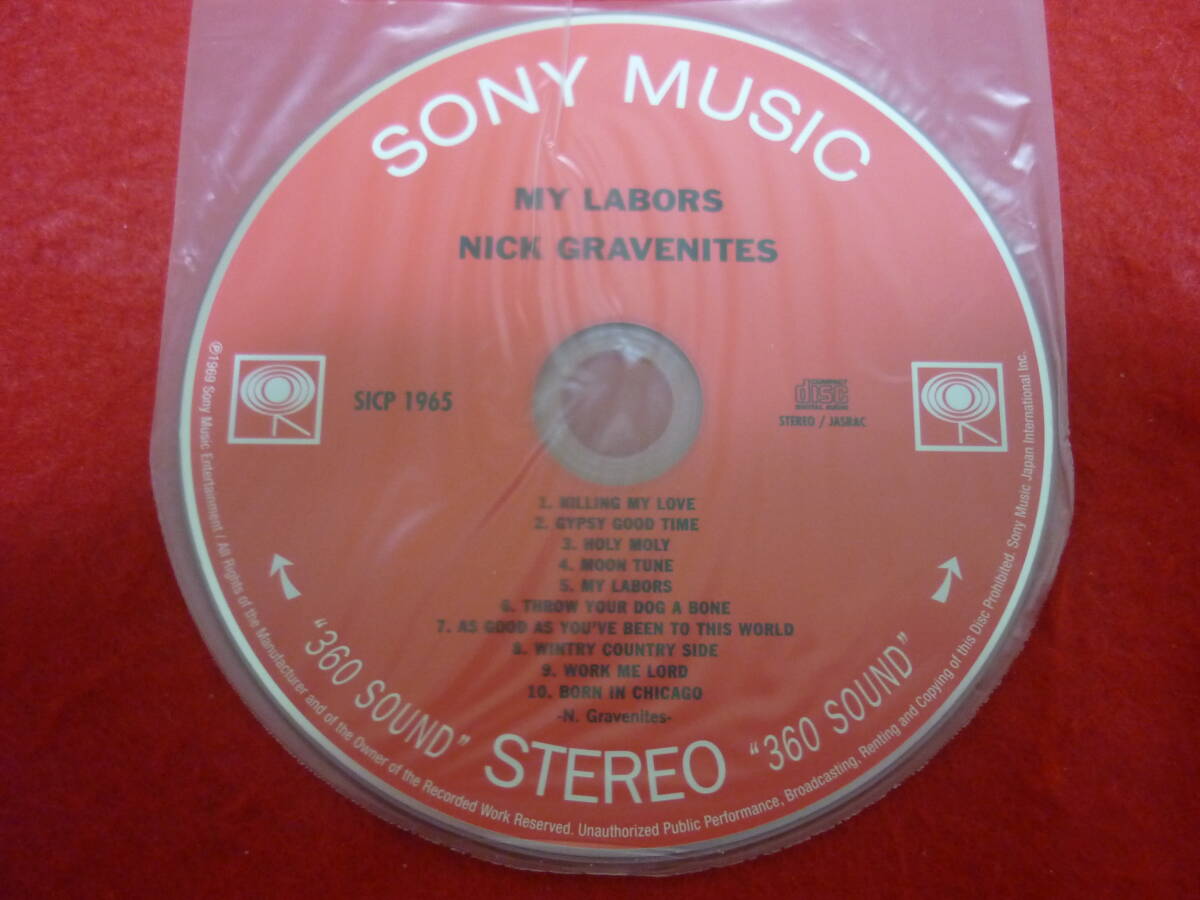 SONY MUSIC
MY LABORS
NICK GRAVENITES
SICP 1965
COMPACT
disc
DIGITAL AUDIO
STEREO / JASRAC
1. KILLING MY LOVE
2. GYPSY GOOD TIME
3. HOLY MOLY
4. MOON TUNE
5. MY LABORS
6. THROW YOUR DOG A BONE
7. AS GOOD AS YOU'VE BEEN TO THIS WORLD
8. WINTRY COUNTRY SIDE
9. WORK ME LORD
10. BORN IN CHICAGO
-N. Gravenites-
"360 SOUND" STEREO "360 SOUND"
℗1969 Sony Music Entertainment / All Rights of the Manufacturer and of the Owner of the Recorded Work Reserved. Unauthorized Public Performance, Broadcasting, Renting and Copying of this Disc Prohibited. Sony Music Japan International Inc.